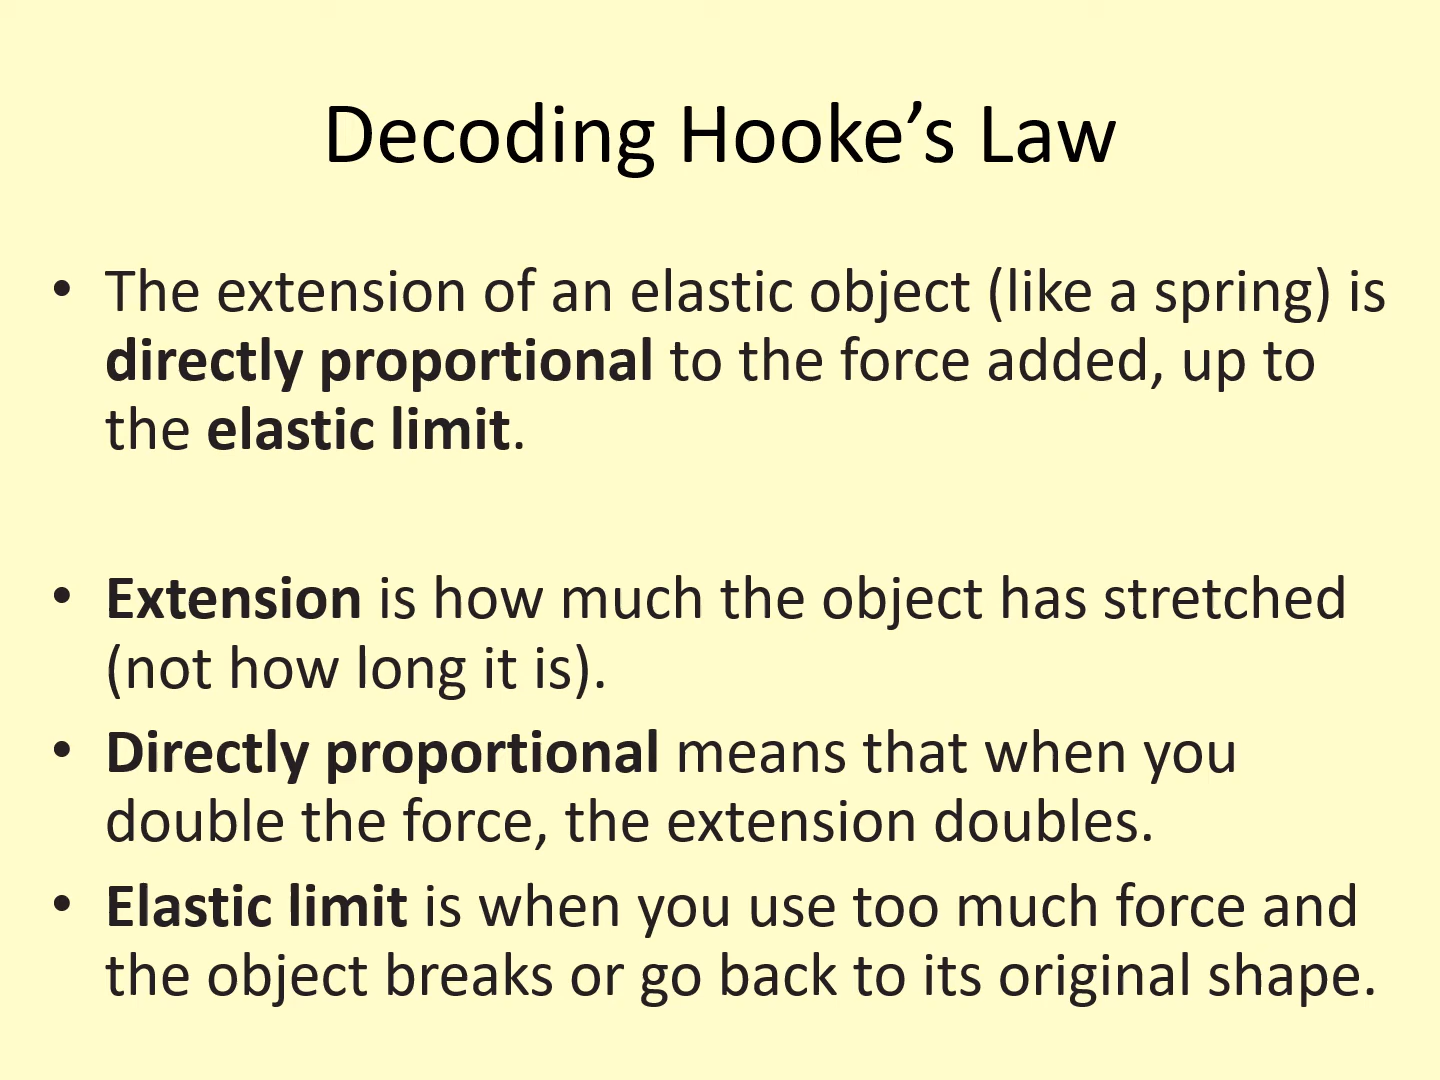 Decoding Hooke’s Law
• The extension of an elastic object (like a spring) is
directly proportional to the force added, up to
the elastic limit.
• Extension is how much the object has stretched
(not how long it is).
• Directly proportional means that when you
double the force, the extension doubles.
• Elastic limit is when you use too much force and
the object breaks or go back to its original shape.